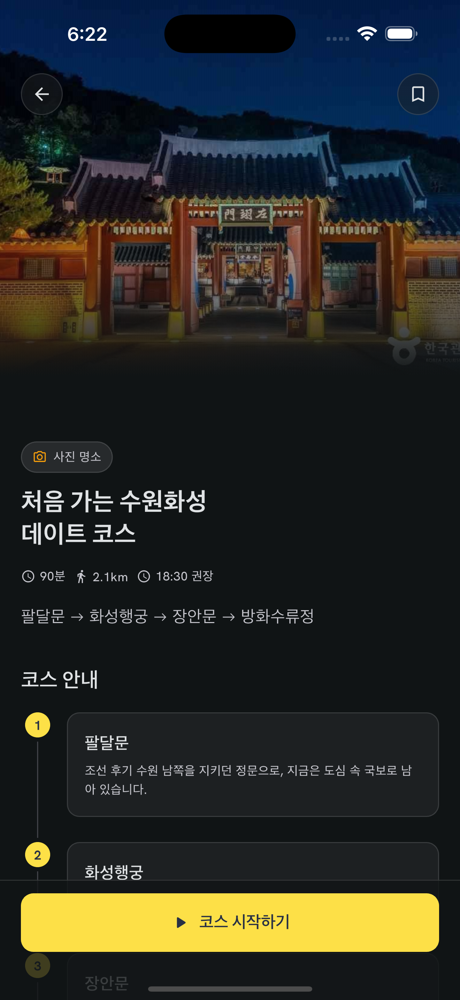 6:22
門翊左
한국관
KOREA TOURIS
사진 명소
처음 가는 수원화성
데이트 코스
90분 2.1km 18:30 권장
팔달문 → 화성행궁 → 장안문 → 방화수류정
코스 안내
1
팔달문
조선 후기 수원 남쪽을 지키던 정문으로, 지금은 도심 속 국보로 남
아 있습니다.
2
화성행궁
코스 시작하기
3
장안문